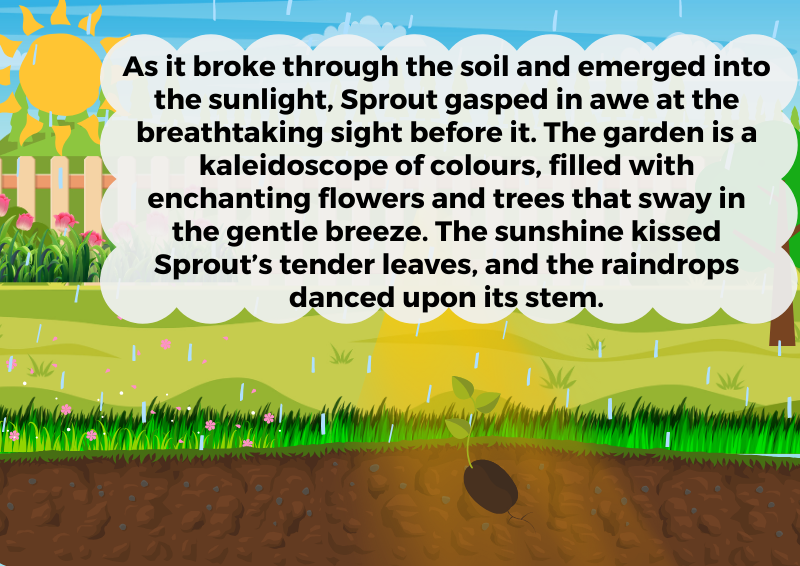 As it broke through the soil and emerged into
the sunlight, Sprout gasped in awe at the
breathtaking sight before it. The garden is a
kaleidoscope of colours, filled with
enchanting flowers and trees that sway in
the gentle breeze. The sunshine kissed
Sprout’s tender leaves, and the raindrops
danced upon its stem.